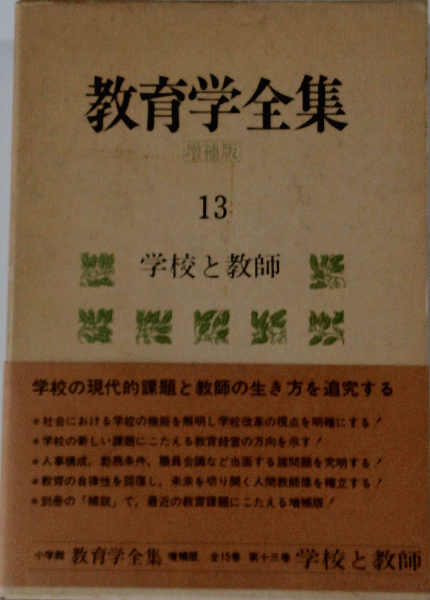 教育学全集
増補版
13
学校と教師
学校の現代的課題と教師の生き方を追究する
*社会における学校の機能を解明し学校改革の視点を明確にする!
*学校の新しい課題にこたえる教育経営の方向を示す!
*人事構成,勤務条件,職員会議など当面する諸問題を究明する!
*教育の自律性を回復し,未来を切り開く人間教師像を確立する!
*別冊の「補説」で,最近の教育課題にこたえる増補版!
小学館 教育学全集 増補版 全15巻 第十三巻 学校と教師